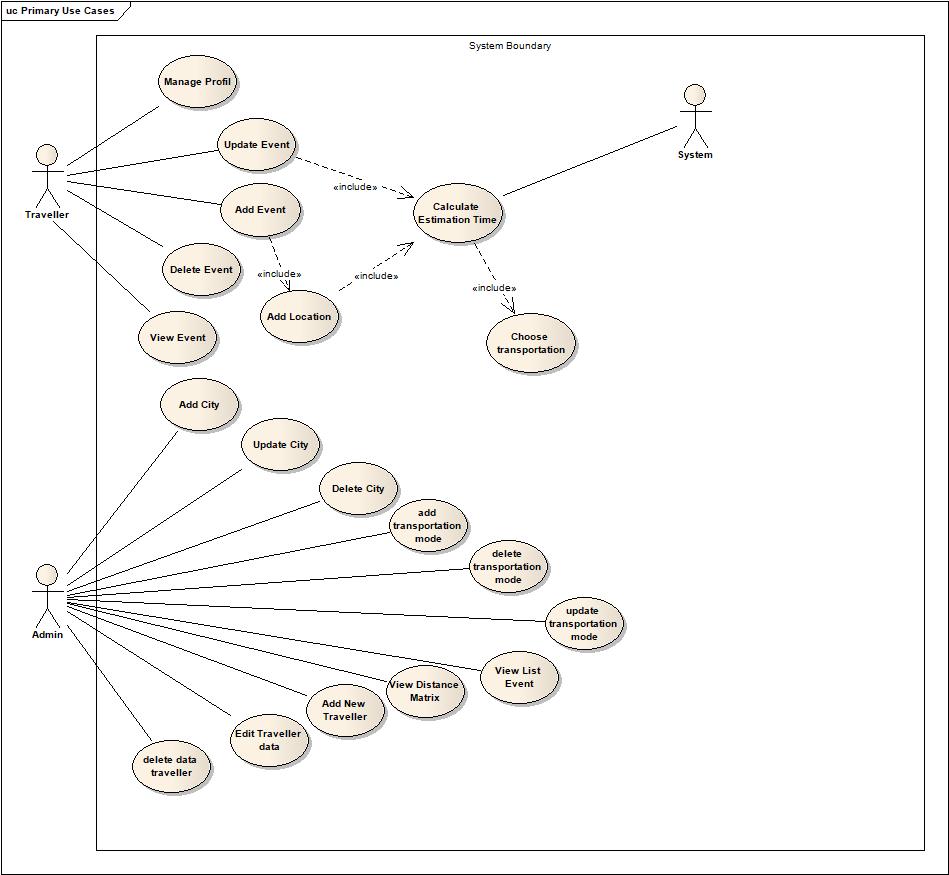 uc Primary Use Cases
System Boundary
Manage Profil
Update Event
Traveller
Add Event
Delete Event
View Event
«include»
«include»
«include»
Add Location
Calculate
Estimation Time
System
«include»
Choose
transportation
Add City
Update City
Delete City
add
transportation
mode
delete
transportation
mode
update
transportation
mode
Admin
View List
Event
View Distance
Matrix
Add New
Traveller
Edit Traveller
data
delete data
traveller